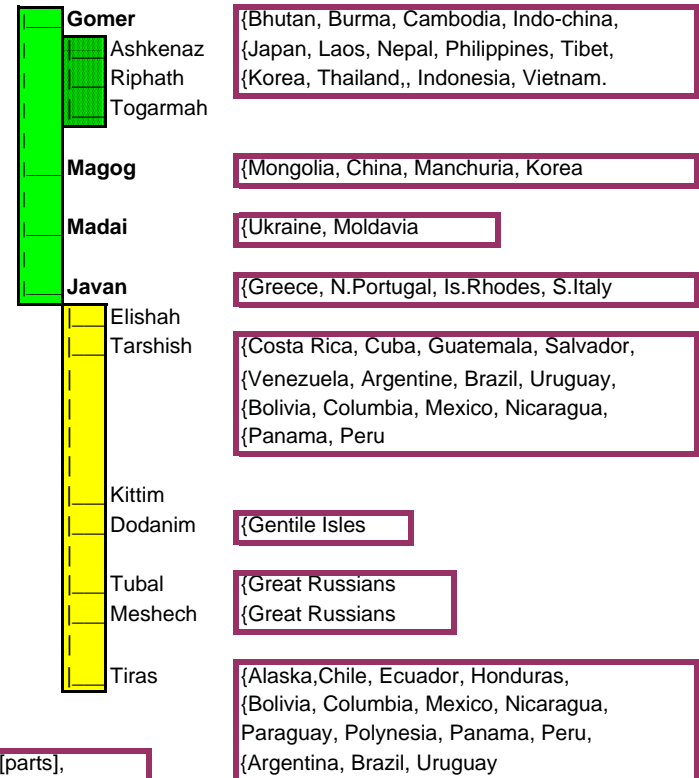 Gomer {Bhutan, Burma, Cambodia, Indo-china,
Ashkenaz {Japan, Laos, Nepal, Philippines, Tibet,
Riphath {Korea, Thailand,, Indonesia, Vietnam.
Togarmah
Magog {Mongolia, China, Manchuria, Korea
Madai {Ukraine, Moldavia
Javan {Greece, N.Portugal, Is.Rhodes, S.Italy
Elishah
Tarshish {Costa Rica, Cuba, Guatemala, Salvador,
{Venezuela, Argentine, Brazil, Uruguay,
{Bolivia, Columbia, Mexico, Nicaragua,
{Panama, Peru
Kittim
Dodanim {Gentile Isles
Tubal {Great Russians
Meshech {Great Russians
Tiras {Alaska,Chile, Ecuador, Honduras,
{Bolivia, Columbia, Mexico, Nicaragua,
Paraguay, Polynesia, Panama, Peru,
[parts], {Argentina, Brazil, Uruguay